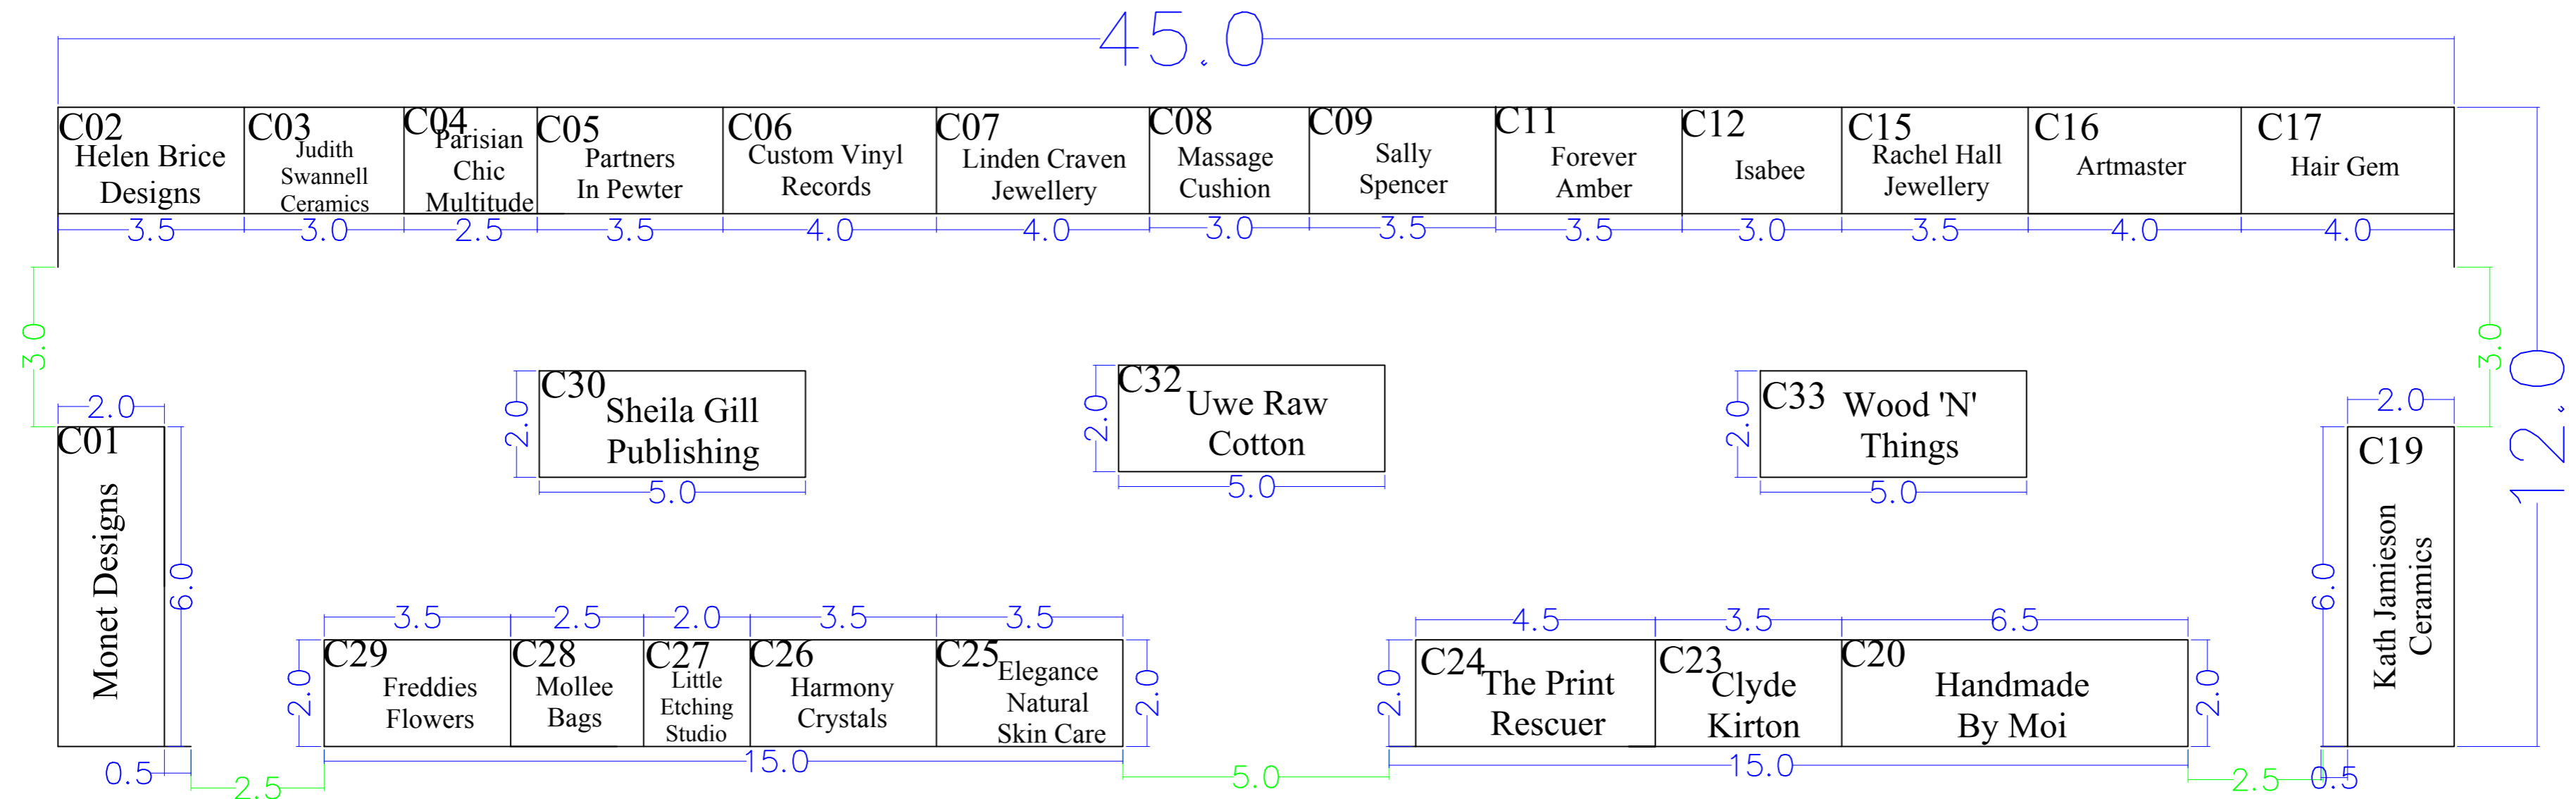 45.0
C02
Helen Brice
Designs
C03
Judith
Swannell
Ceramics
C04
Parisian
Chic
Multitude
C05
Partners
In Pewter
C06
Custom Vinyl
Records
C07
Linden Craven
Jewellery
C08
Massage
Cushion
C09
Sally
Spencer
C11
Forever
Amber
C12
Isabee
C15
Rachel Hall
Jewellery
C16
Artmaster
C17
Hair Gem
3.5
3.0
2.5
3.5
4.0
4.0
3.0
3.5
3.5
3.0
3.5
4.0
4.0
3.0
3.0
12.0
2.0
C01
Monet Designs
6.0
2.0
C30
Sheila Gill
Publishing
5.0
2.0
C32
Uwe Raw
Cotton
5.0
2.0
C33
Wood 'N'
Things
5.0
2.0
C19
Kath Jamieson
Ceramics
6.0
3.5
2.5
2.0
3.5
3.5
2.0
C29
Freddies
Flowers
C28
Mollee
Bags
C27
Little
Etching
Studio
C26
Harmony
Crystals
C25
Elegance
Natural
Skin Care
2.0
4.5
3.5
6.5
2.0
C24
The Print
Rescuer
C23
Clyde
Kirton
C20
Handmade
By Moi
2.0
0.5
2.5
15.0
5.0
15.0
2.5
0.5